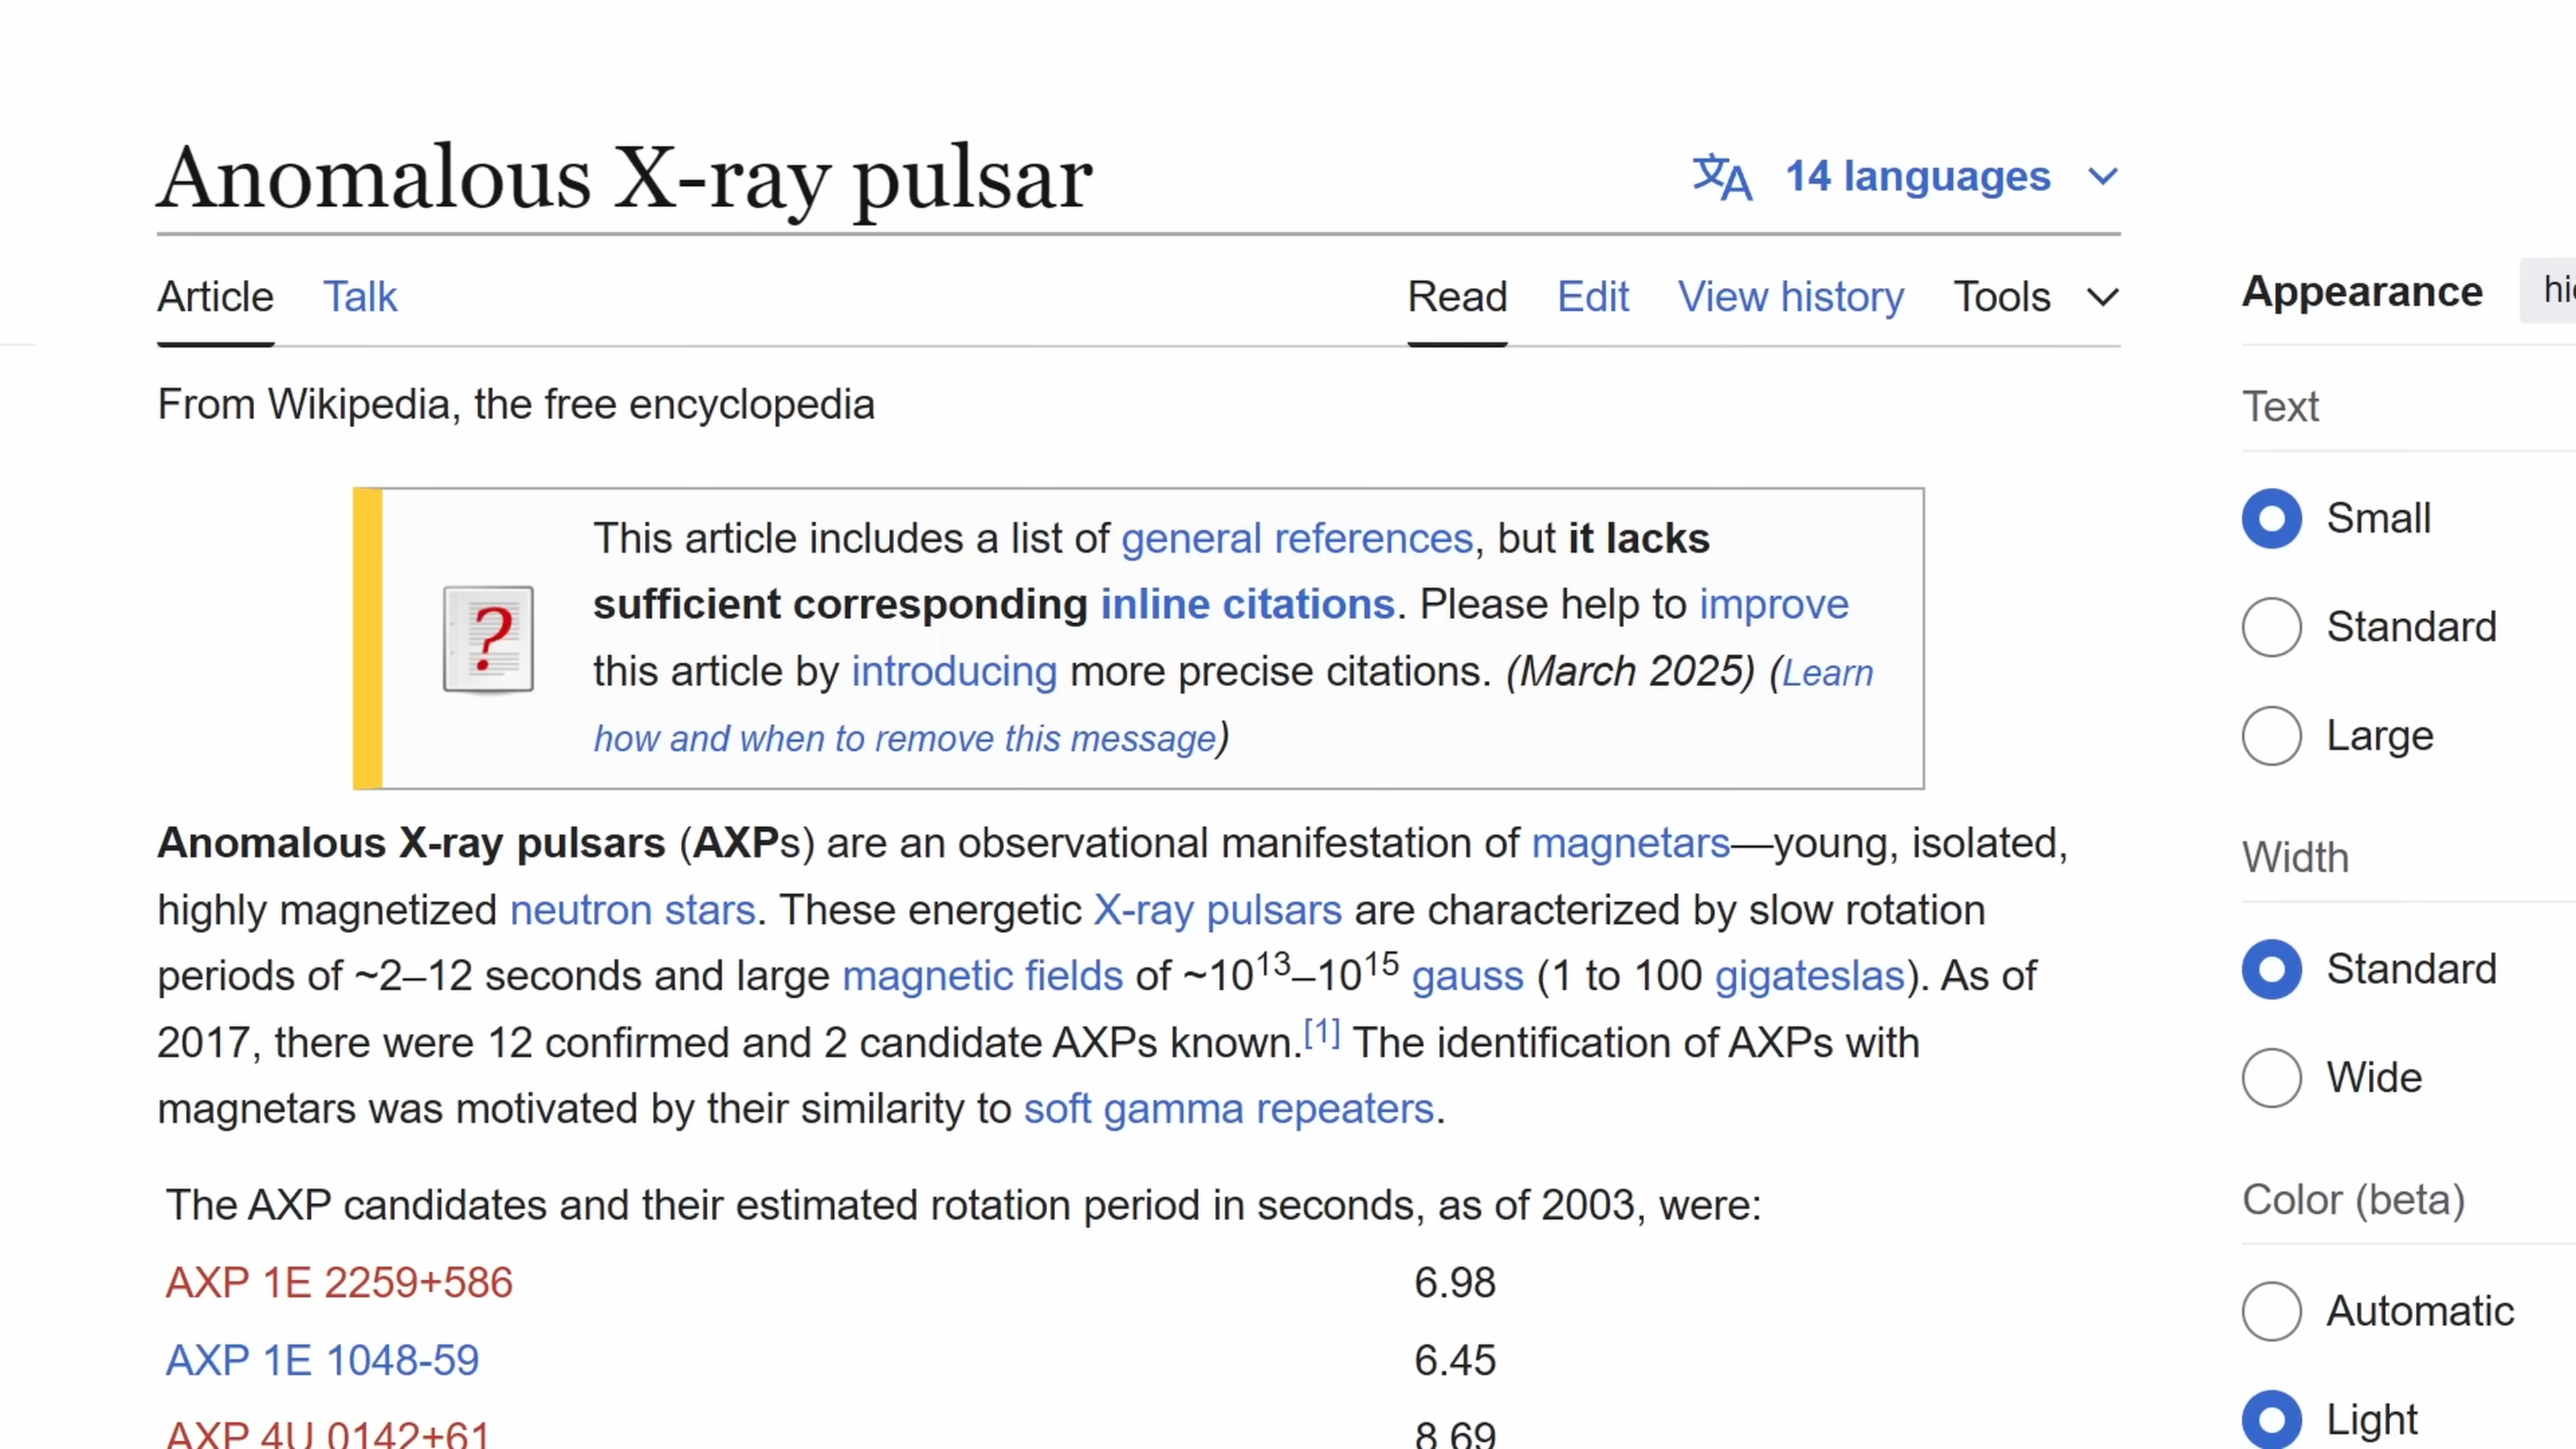 Anomalous X-ray pulsar
14 languages
Article Talk
Read Edit View history Tools
From Wikipedia, the free encyclopedia
This article includes a list of general references, but it lacks
sufficient corresponding inline citations. Please help to improve
this article by introducing more precise citations. (March 2025) (Learn
how and when to remove this message)
Anomalous X-ray pulsars (AXPs) are an observational manifestation of magnetars—young, isolated,
highly magnetized neutron stars. These energetic X-ray pulsars are characterized by slow rotation
periods of ~2–12 seconds and large magnetic fields of ~10¹³–10¹⁵ gauss (1 to 100 gigateslas). As of
2017, there were 12 confirmed and 2 candidate AXPs known.[1] The identification of AXPs with
magnetars was motivated by their similarity to soft gamma repeaters.
The AXP candidates and their estimated rotation period in seconds, as of 2003, were:
AXP 1E 2259+586 6.98
AXP 1E 1048-59 6.45
AXP 4U 0142+61 8.69
Appearance
Text
Small
Standard
Large
Width
Standard
Wide
Color (beta)
Automatic
Light